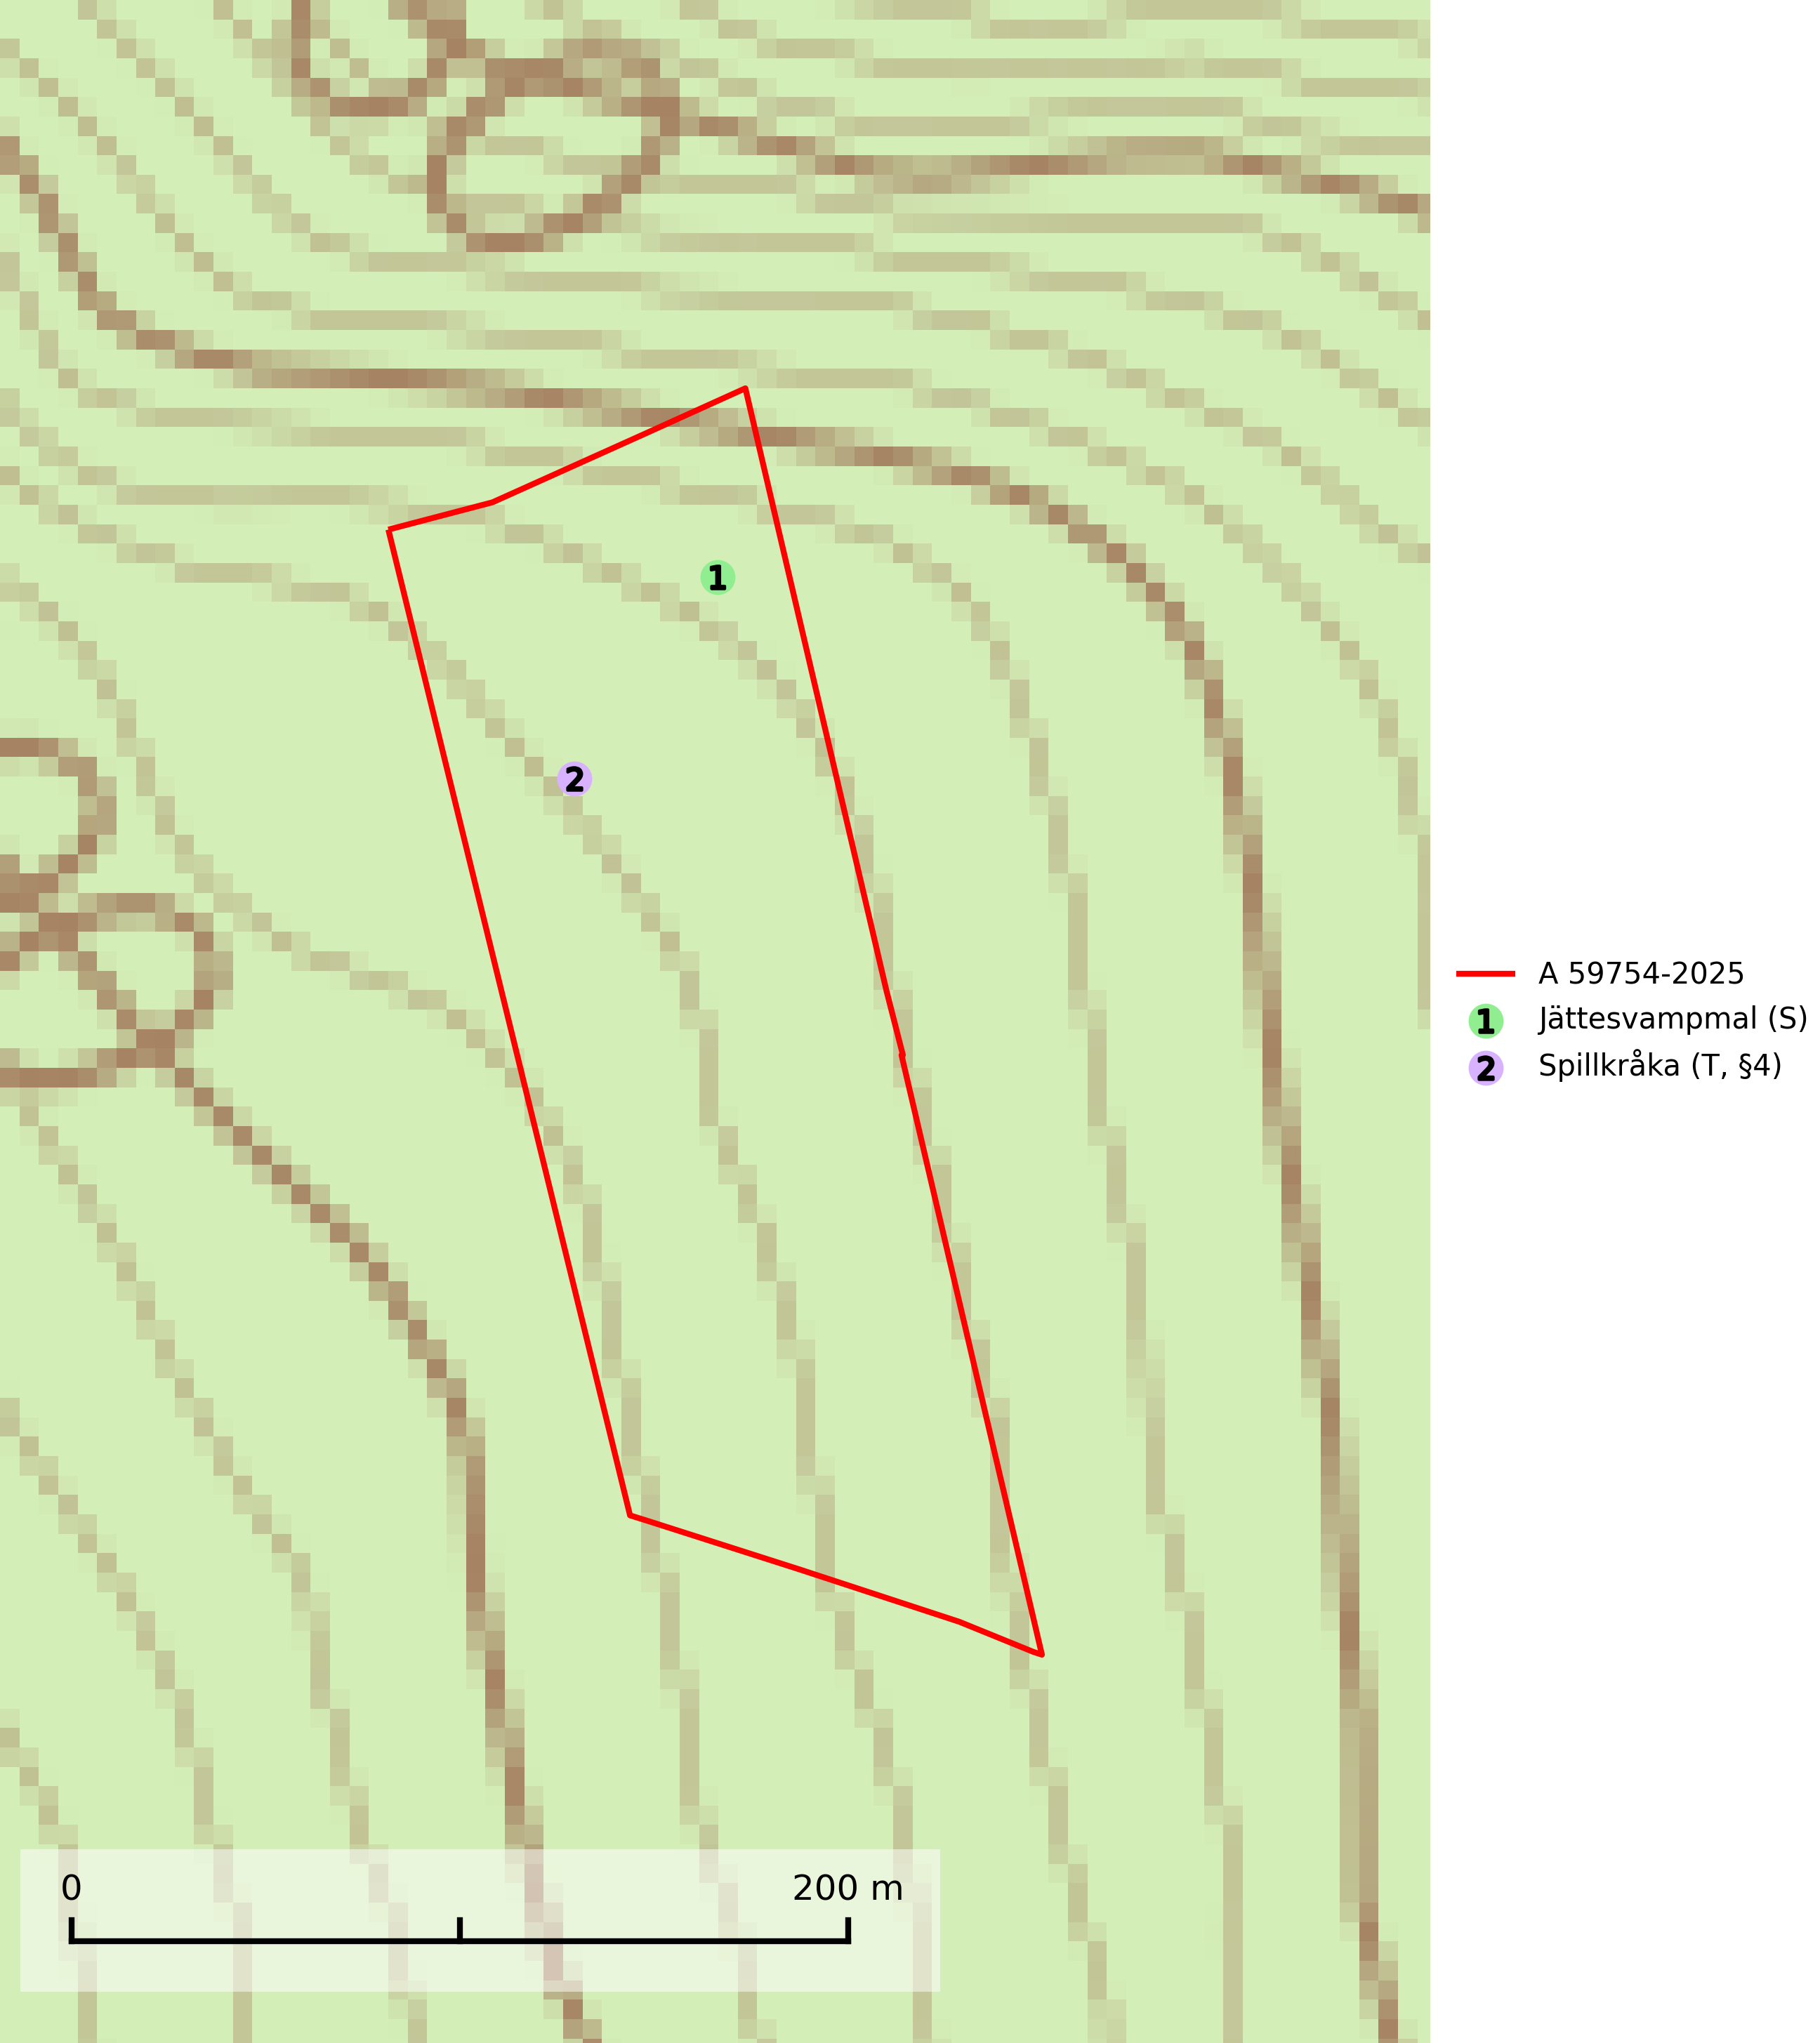 1
2
A 59754-2025
1 Jättesvampmal (S)
2 Spillkråka (T, §4)
0 200 m